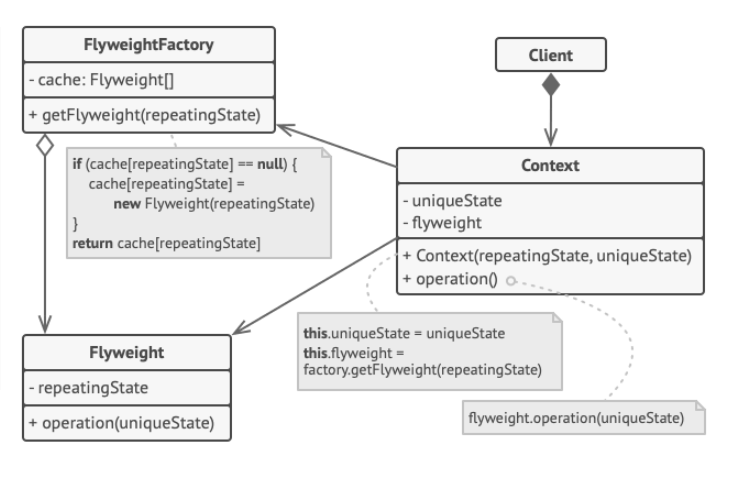 FlyweightFactory
- cache: Flyweight[]
+ getFlyweight(repeatingState)
if (cache[repeatingState] == null) {
cache[repeatingState] =
new Flyweight(repeatingState)
}
return cache[repeatingState]
Client
Context
- uniqueState
- flyweight
+ Context(repeatingState, uniqueState)
+ operation()
this.uniqueState = uniqueState
this.flyweight =
factory.getFlyweight(repeatingState)
flyweight.operation(uniqueState)
Flyweight
- repeatingState
+ operation(uniqueState)